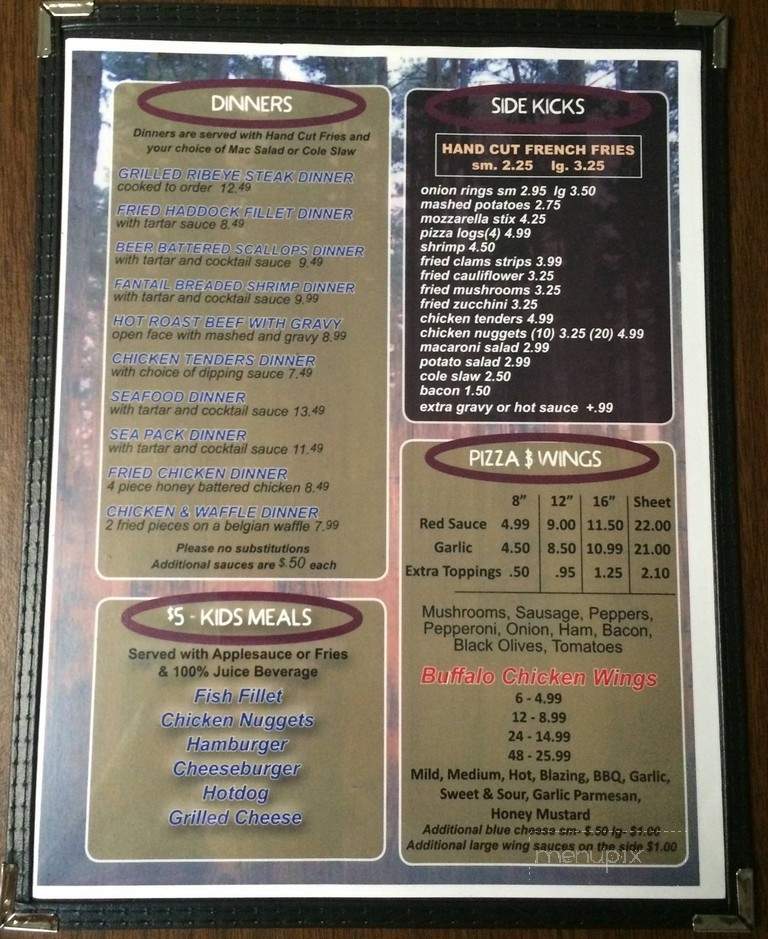 DINNERS
Dinners are served with Hand Cut Fries and
your choice of Mac Salad or Cole Slaw
GRILLED RIBEYE STEAK DINNER
cooked to order 12.49
FRIED HADDOCK FILLET DINNER
with tartar sauce 8.49
BEER BATTERED SCALLOPS DINNER
with tartar and cocktail sauce 9.49
FANTAIL BREADED SHRIMP DINNER
with tartar and cocktail sauce 9.99
HOT ROAST BEEF WITH GRAVY
open face with mashed and gravy 8.99
CHICKEN TENDERS DINNER
with choice of dipping sauce 7.49
SEAFOOD DINNER
with tartar and cocktail sauce 13.49
SEA PACK DINNER
with tartar and cocktail sauce 11.49
FRIED CHICKEN DINNER
4 piece honey battered chicken 8.49
CHICKEN & WAFFLE DINNER
2 fried pieces on a belgian waffle 7.99
Please no substitutions
Additional sauces are $.50 each
$5 - KIDS MEALS
Served with Applesauce or Fries
& 100% Juice Beverage
Fish Fillet
Chicken Nuggets
Hamburger
Cheeseburger
Hotdog
Grilled Cheese
SIDE KICKS
HAND CUT FRENCH FRIES
sm. 2.25 lg. 3.25
onion rings sm 2.95 lg 3.50
mashed potatoes 2.75
mozzarella stix 4.25
pizza logs(4) 4.99
shrimp 4.50
fried clams strips 3.99
fried cauliflower 3.25
fried mushrooms 3.25
fried zucchini 3.25
chicken tenders 4.99
chicken nuggets (10) 3.25 (20) 4.99
macaroni salad 2.99
potato salad 2.99
cole slaw 2.50
bacon 1.50
extra gravy or hot sauce +.99
PIZZA $ WINGS
8" 12" 16" Sheet
Red Sauce 4.99 9.00 11.50 22.00
Garlic 4.50 8.50 10.99 21.00
Extra Toppings .50 .95 1.25 2.10
Mushrooms, Sausage, Peppers,
Pepperoni, Onion, Ham, Bacon,
Black Olives, Tomatoes
Buffalo Chicken Wings
6 - 4.99
12 - 8.99
24 - 14.99
48 - 25.99
Mild, Medium, Hot, Blazing, BBQ, Garlic,
Sweet & Sour, Garlic Parmesan,
Honey Mustard
Additional blue cheese sm- $.50 lg- $1.00
Additional large wing sauces on the side $1.00
menupix